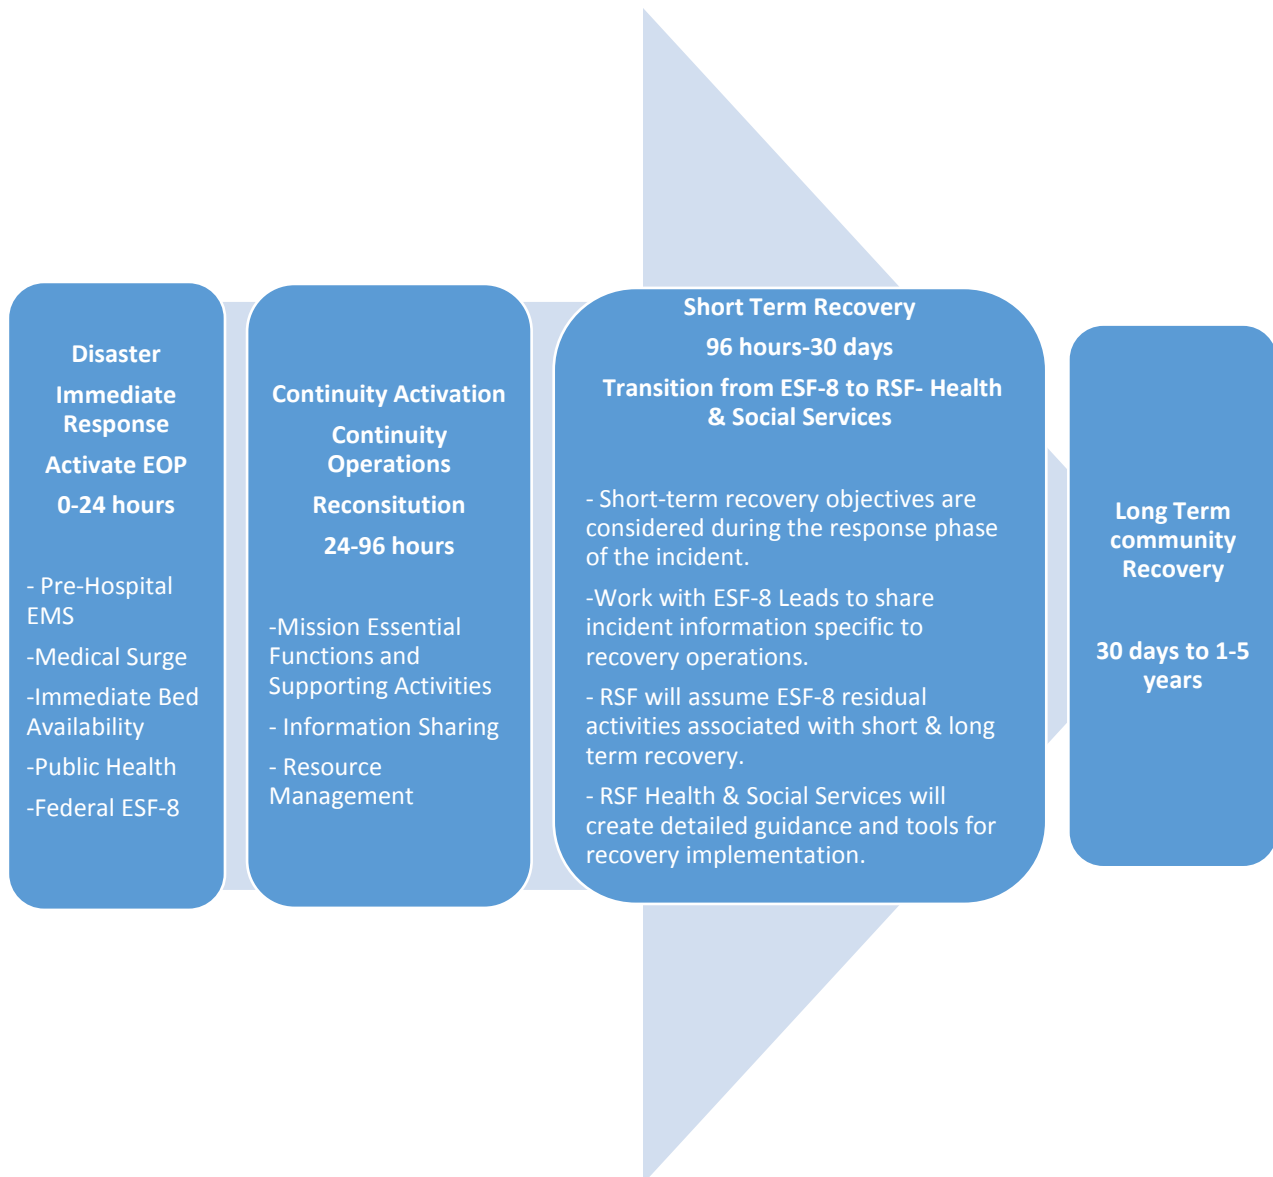 Disaster
Immediate
Response
Activate EOP
0-24 hours
- Pre-Hospital
EMS
-Medical Surge
-Immediate Bed
Availability
-Public Health
-Federal ESF-8
Continuity Activation
Continuity
Operations
Reconsitution
24-96 hours
-Mission Essential
Functions and
Supporting Activities
- Information Sharing
- Resource
Management
Short Term Recovery
96 hours-30 days
Transition from ESF-8 to RSF- Health
& Social Services
- Short-term recovery objectives are
considered during the response phase
of the incident.
-Work with ESF-8 Leads to share
incident information specific to
recovery operations.
- RSF will assume ESF-8 residual
activities associated with short & long
term recovery.
- RSF Health & Social Services will
create detailed guidance and tools for
recovery implementation.
Long Term
community
Recovery
30 days to 1-5
years